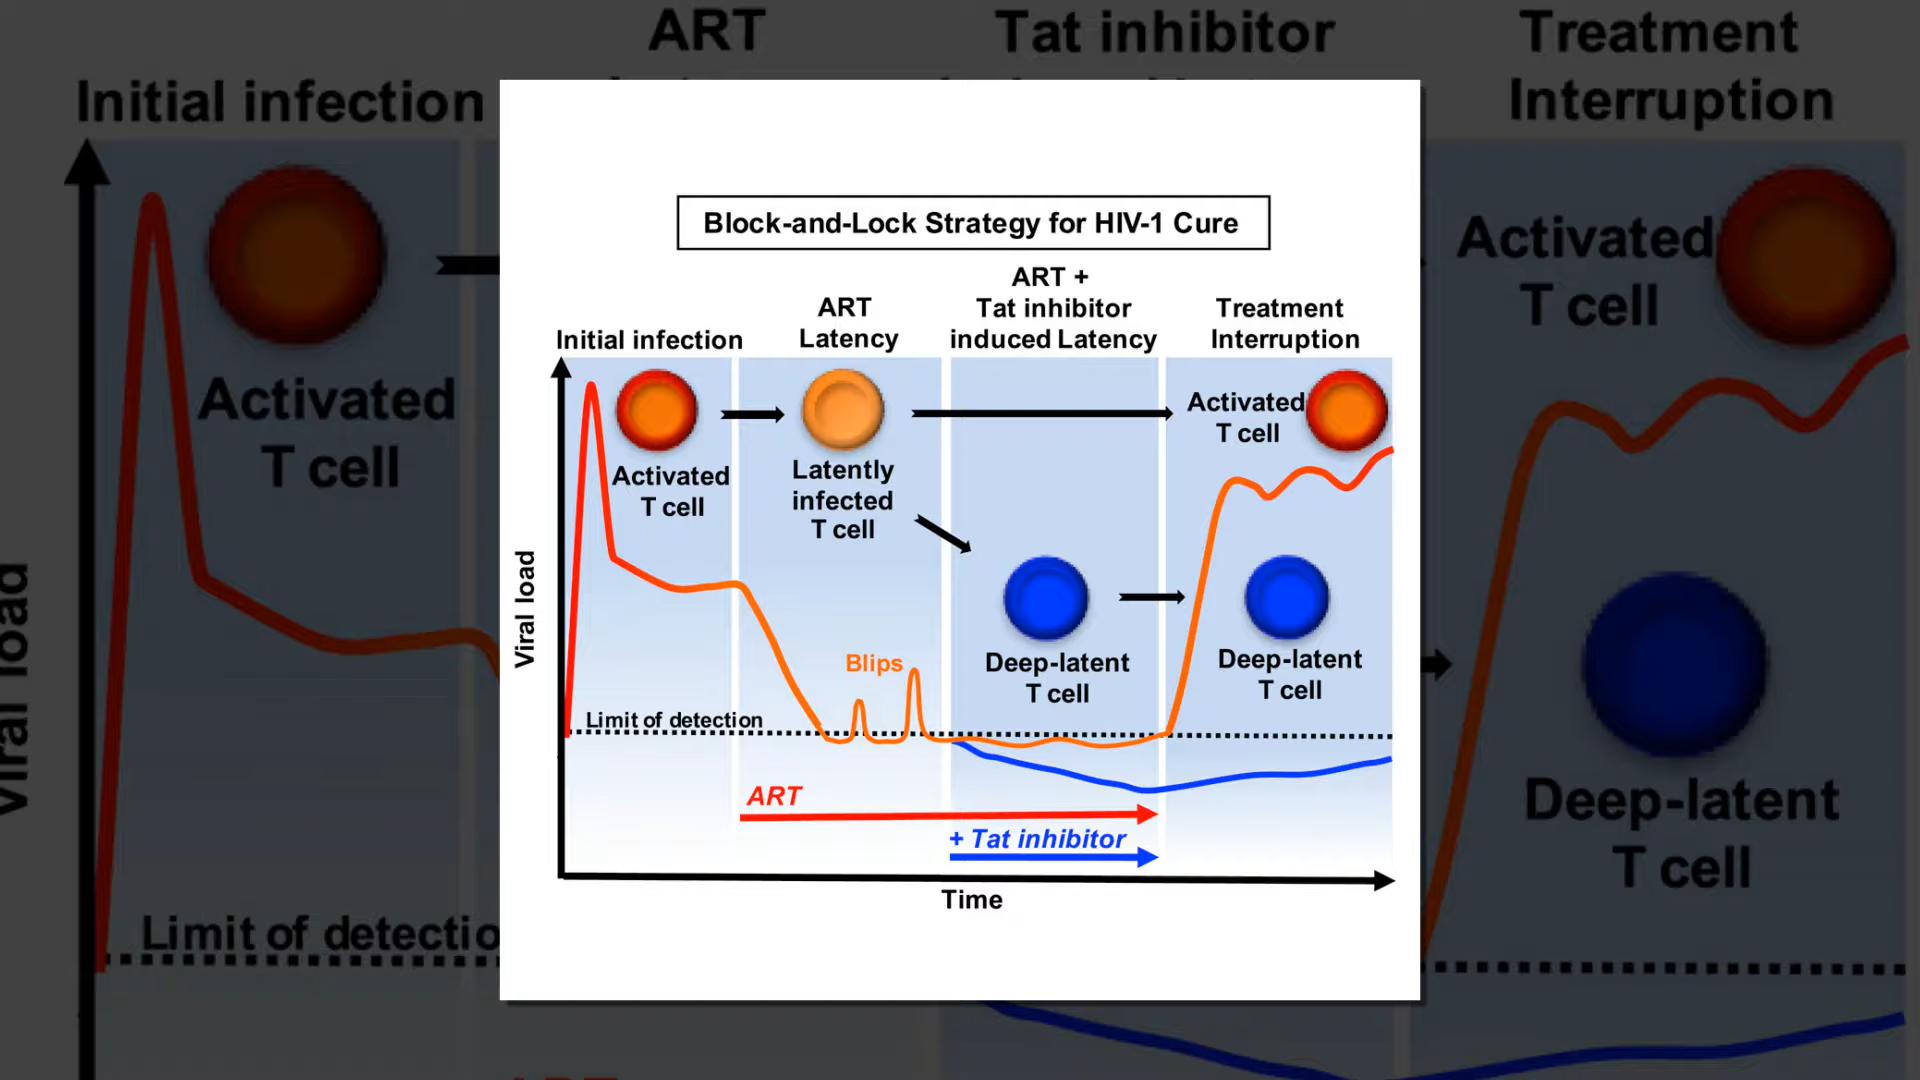 Block-and-Lock Strategy for HIV-1 Cure
Initial infection
ART
Latency
ART +
Tat inhibitor
induced Latency
Treatment
Interruption
Activated
T cell
Latently
infected
T cell
Activated
T cell
Deep-latent
T cell
Deep-latent
T cell
Blips
Limit of detection
Viral load
ART
+ Tat inhibitor
Time
ART
Tat inhibitor
Treatment
Initial infection
Interruption
Activated
T cell
Activated
T cell
Viral load
Deep-latent
T cell
Limit of detectio